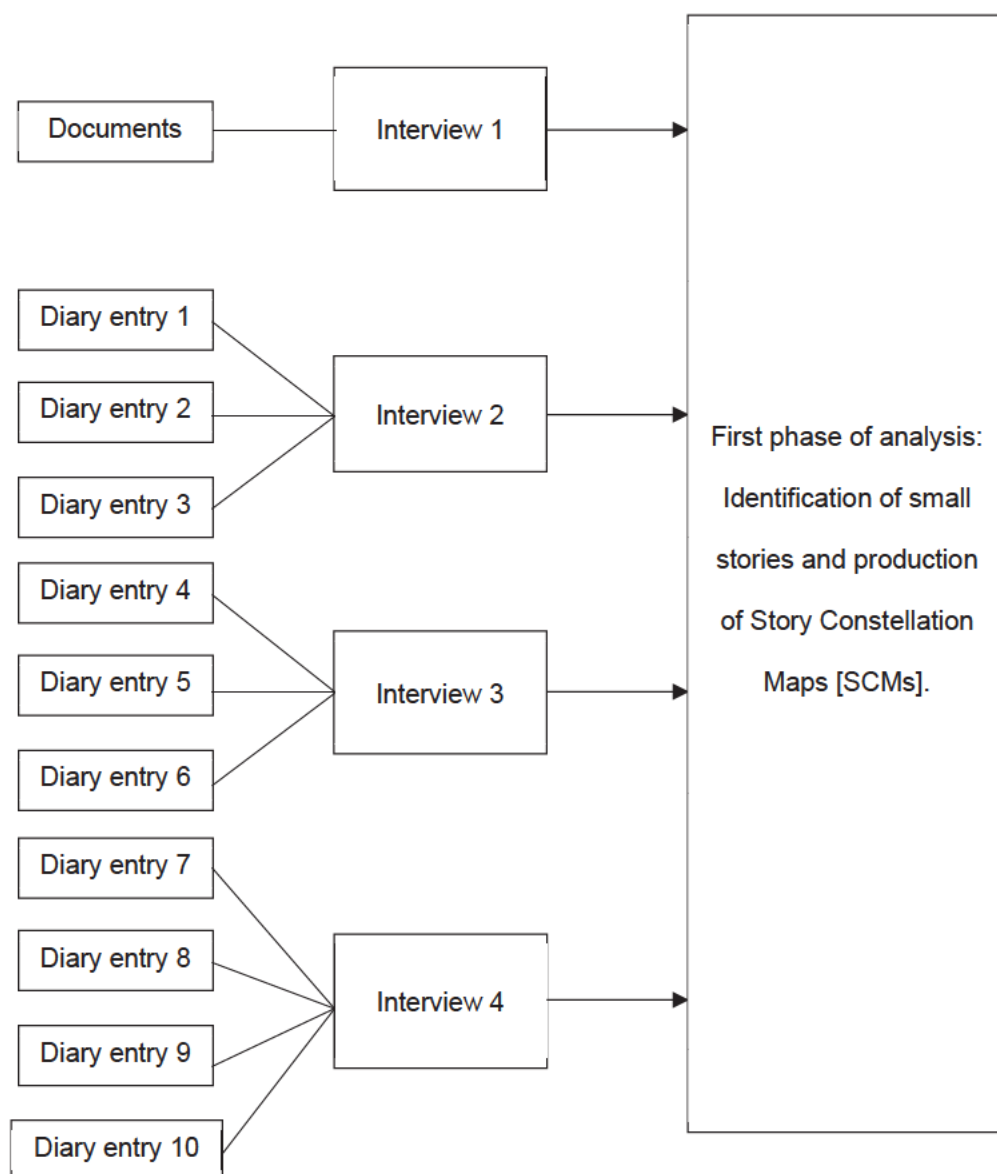 Documents
Interview 1
Diary entry 1
Diary entry 2
Diary entry 3
Interview 2
Diary entry 4
Diary entry 5
Diary entry 6
Interview 3
Diary entry 7
Diary entry 8
Diary entry 9
Diary entry 10
Interview 4
First phase of analysis:
Identification of small
stories and production
of Story Constellation
Maps [SCMs].